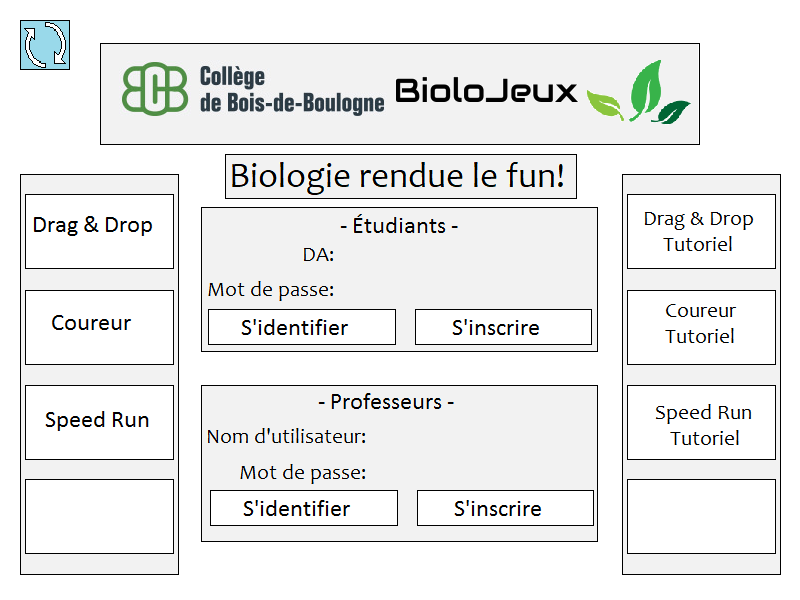 Collège
de Bois-de-Boulogne
BioloJeux
Biologie rendue le fun!
Drag & Drop
Coureur
Speed Run
- Étudiants -
DA:
Mot de passe:
S'identifier
S'inscrire
- Professeurs -
Nom d'utilisateur:
Mot de passe:
S'identifier
S'inscrire
Drag & Drop
Tutoriel
Coureur
Tutoriel
Speed Run
Tutoriel